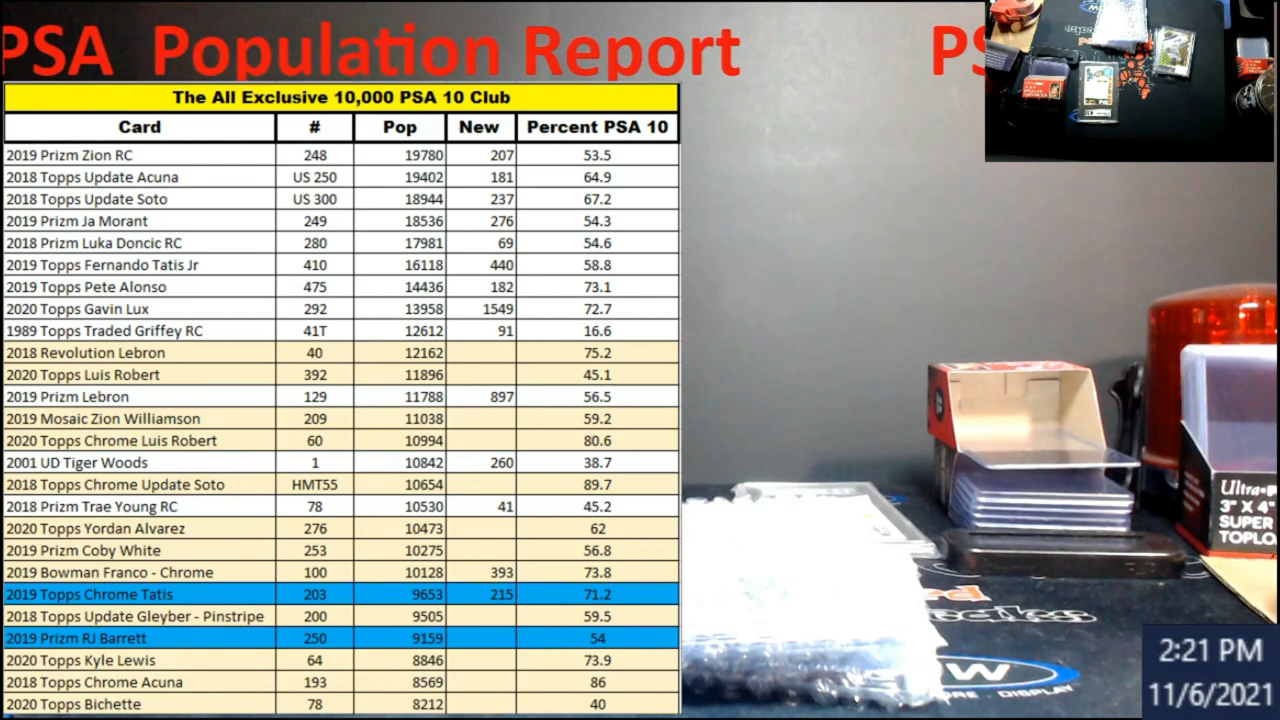 PSA Population Report
PS
The All Exclusive 10,000 PSA 10 Club
Card # Pop New Percent PSA 10
2019 Prizm Zion RC 248 19780 207 53.5
2018 Topps Update Acuna US 250 19402 181 64.9
2018 Topps Update Soto US 300 18944 237 67.2
2019 Prizm Ja Morant 249 18536 276 54.3
2018 Prizm Luka Doncic RC 280 17981 69 54.6
2019 Topps Fernando Tatis Jr 410 16118 440 58.8
2019 Topps Pete Alonso 475 14436 182 73.1
2020 Topps Gavin Lux 292 13958 1549 72.7
1989 Topps Traded Griffey RC 41T 12612 91 16.6
2018 Revolution Lebron 40 12162 75.2
2020 Topps Luis Robert 392 11896 45.1
2019 Prizm Lebron 129 11788 897 56.5
2019 Mosaic Zion Williamson 209 11038 59.2
2020 Topps Chrome Luis Robert 60 10994 80.6
2001 UD Tiger Woods 1 10842 260 38.7
2018 Topps Chrome Update Soto HMT55 10654 89.7
2018 Prizm Trae Young RC 78 10530 41 45.2
2020 Topps Yordan Alvarez 276 10473 62
2019 Prizm Coby White 253 10275 56.8
2019 Bowman Franco - Chrome 100 10128 393 73.8
2019 Topps Chrome Tatis 203 9653 215 71.2
2018 Topps Update Gleyber - Pinstripe 200 9505 59.5
2019 Prizm RJ Barrett 250 9159 54
2020 Topps Kyle Lewis 64 8846 73.9
2018 Topps Chrome Acuna 193 8569 86
2020 Topps Bichette 78 8212 40
Ultra
3" X 4"
SUPER
TOPLO
DISPLAY
2:21 PM
11/6/2021